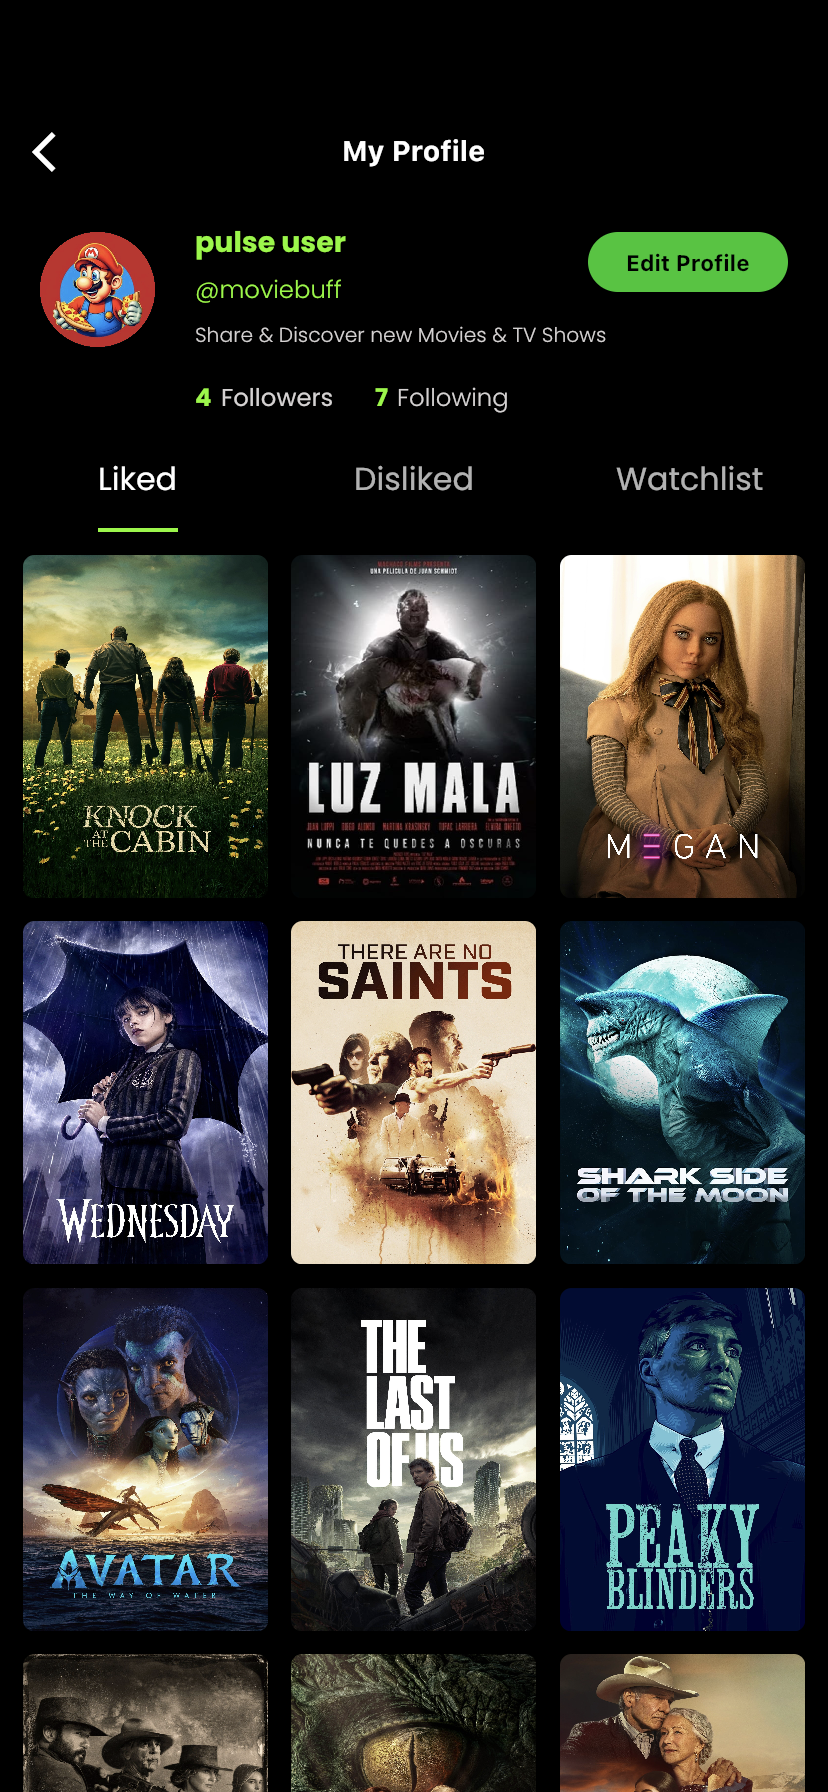 My Profile
pulse user
Edit Profile
@moviebuff
Share & Discover new Movies & TV Shows
4 Followers 7 Following
Liked Disliked Watchlist
KNOCK
AT THE CABIN
UNA PELICULA DE JUAN SCHMIDT
LUZ MALA
NUNCA TE QUEDES A OSCURAS
M3GAN
WEDNESDAY
THERE ARE NO
SAINTS
SHARK SIDE
OF THE MOON
AVATAR
THE WAY OF WATER
THE
LAST
OF US
PEAKY
BLINDERS